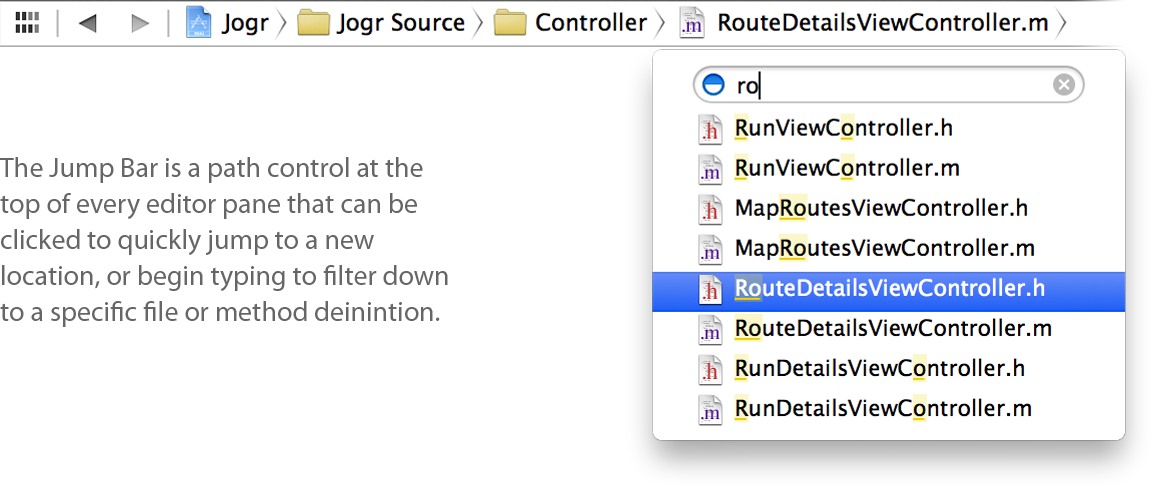 Jogr Jogr Source Controller RouteDetailsViewController.m
ro
RunViewController.h
RunViewController.m
MapRoutesViewController.h
MapRoutesViewController.m
RouteDetailsViewController.h
RouteDetailsViewController.m
RunDetailsViewController.h
RunDetailsViewController.m
The Jump Bar is a path control at the
top of every editor pane that can be
clicked to quickly jump to a new
location, or begin typing to filter down
to a specific file or method deinintion.